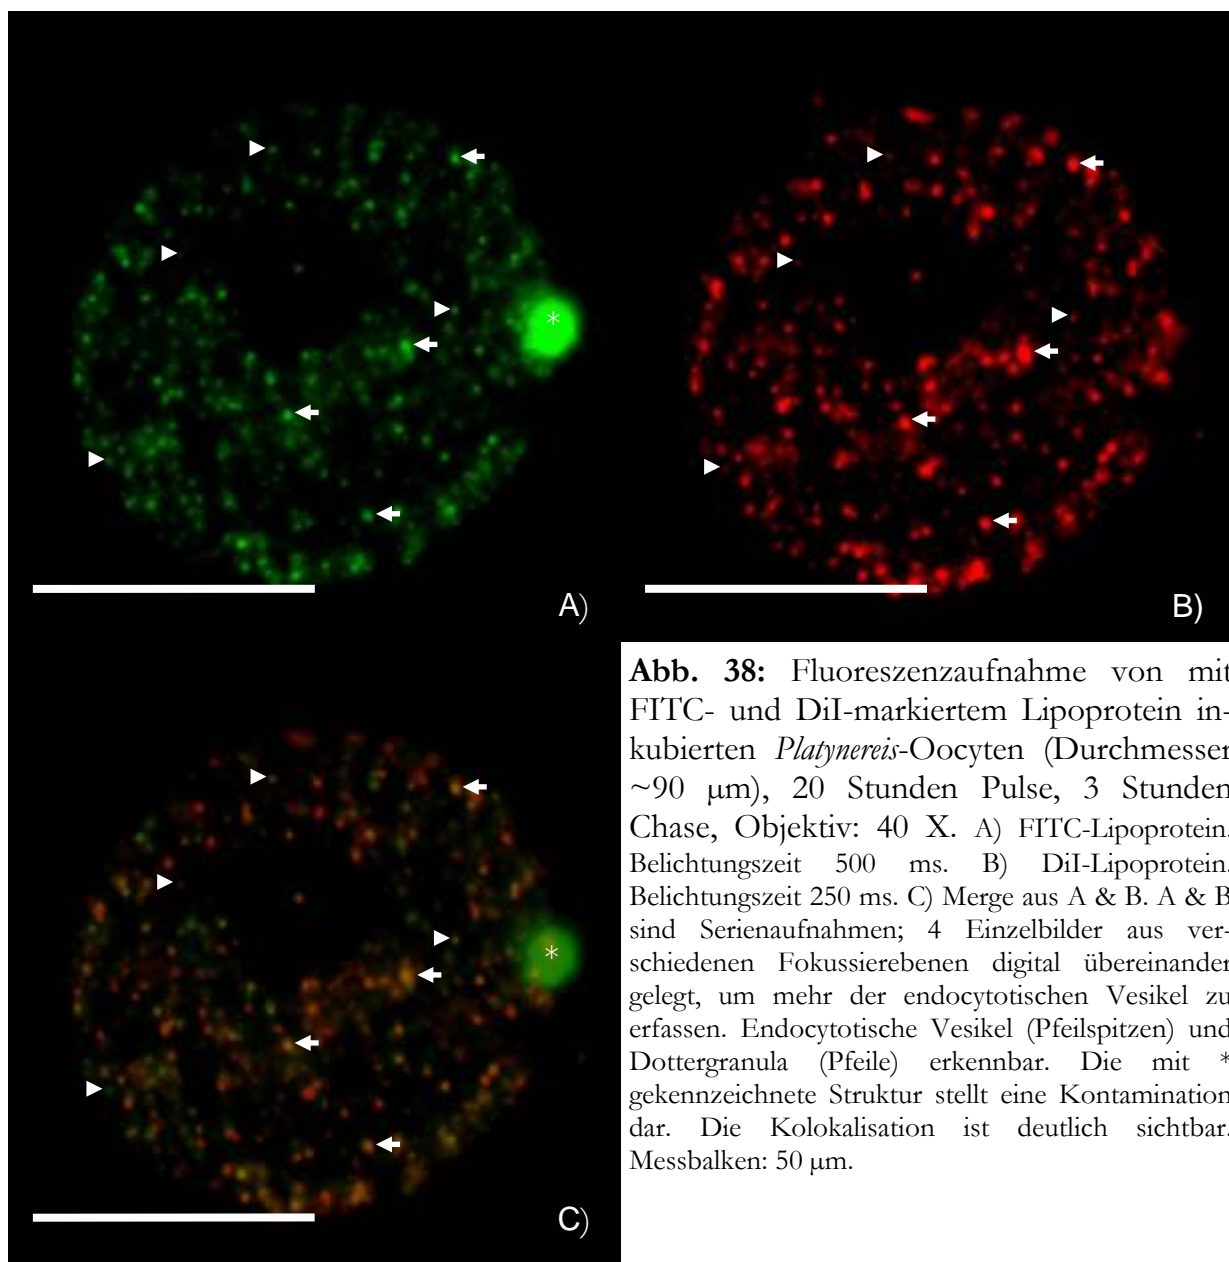 *
A)
B)
*
C)
Abb. 38: Fluoreszenzaufnahme von mit
FITC- und DiI-markiertem Lipoprotein in-
kubierten Platynereis-Oocyten (Durchmesser
~90 μm), 20 Stunden Pulse, 3 Stunden
Chase, Objektiv: 40 X. A) FITC-Lipoprotein.
Belichtungszeit 500 ms. B) DiI-Lipoprotein.
Belichtungszeit 250 ms. C) Merge aus A & B. A & B
sind Serienaufnahmen; 4 Einzelbilder aus ver-
schiedenen Fokussierebenen digital übereinander
gelegt, um mehr der endocytotischen Vesikel zu
erfassen. Endocytotische Vesikel (Pfeilspitzen) und
Dottergranula (Pfeile) erkennbar. Die mit *
gekennzeichnete Struktur stellt eine Kontamination
dar. Die Kolokalisation ist deutlich sichtbar.
Messbalken: 50 μm.